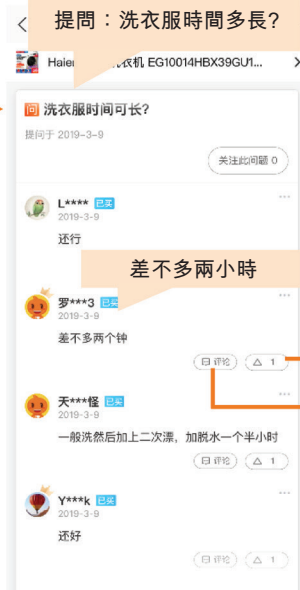 提問：洗衣服時間多長?
Haier
衣机 EG10014HBX39GU1...
问 洗衣服时间可长?
提问于 2019-3-9
关注此问题 0
L**** 已买
2019-3-9
还行
差不多兩小時
罗***3 已买
2019-3-9
差不多两个钟
评论 1
天***怪 已买
2019-3-9
一般洗然后加上二次漂，加脱水一个半小时
评论 1
Y***k 已买
2019-3-9
还好
评论 1